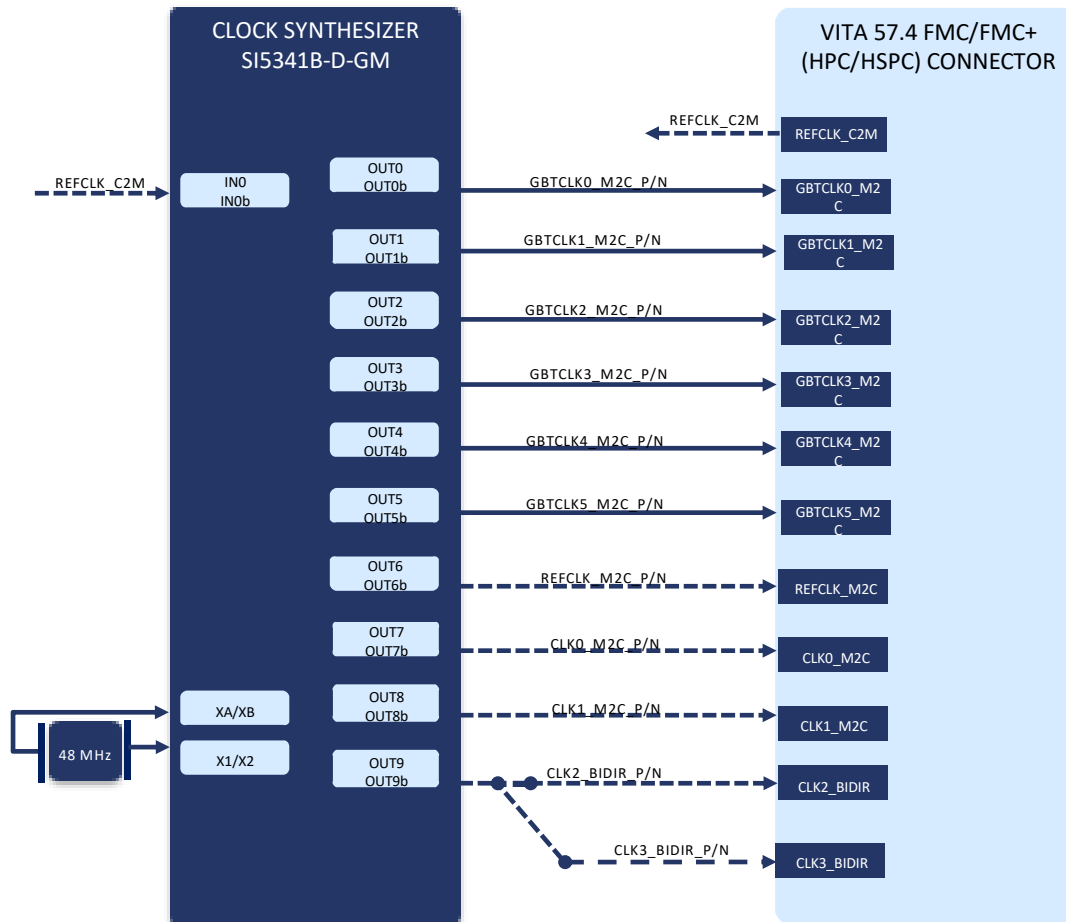 CLOCK SYNTHESIZER
SI5341B-D-GM
VITA 57.4 FMC/FMC+
(HPC/HSPC) CONNECTOR
REFCLK_C2M
REFCLK_C2M
REFCLK_C2M
IN0
IN0b
OUT0
OUT0b
GBTCLK0_M2C_P/N
GBTCLK0_M2
C
OUT1
OUT1b
GBTCLK1_M2C_P/N
GBTCLK1_M2
C
OUT2
OUT2b
GBTCLK2_M2C_P/N
GBTCLK2_M2
C
OUT3
OUT3b
GBTCLK3_M2C_P/N
GBTCLK3_M2
C
OUT4
OUT4b
GBTCLK4_M2C_P/N
GBTCLK4_M2
C
OUT5
OUT5b
GBTCLK5_M2C_P/N
GBTCLK5_M2
C
OUT6
OUT6b
REFCLK_M2C_P/N
REFCLK_M2C
OUT7
OUT7b
CLK0_M2C_P/N
CLK0_M2C
XA/XB
OUT8
OUT8b
CLK1_M2C_P/N
CLK1_M2C
48 MHz
X1/X2
OUT9
OUT9b
CLK2_BIDIR_P/N
CLK2_BIDIR
CLK3_BIDIR_P/N
CLK3_BIDIR